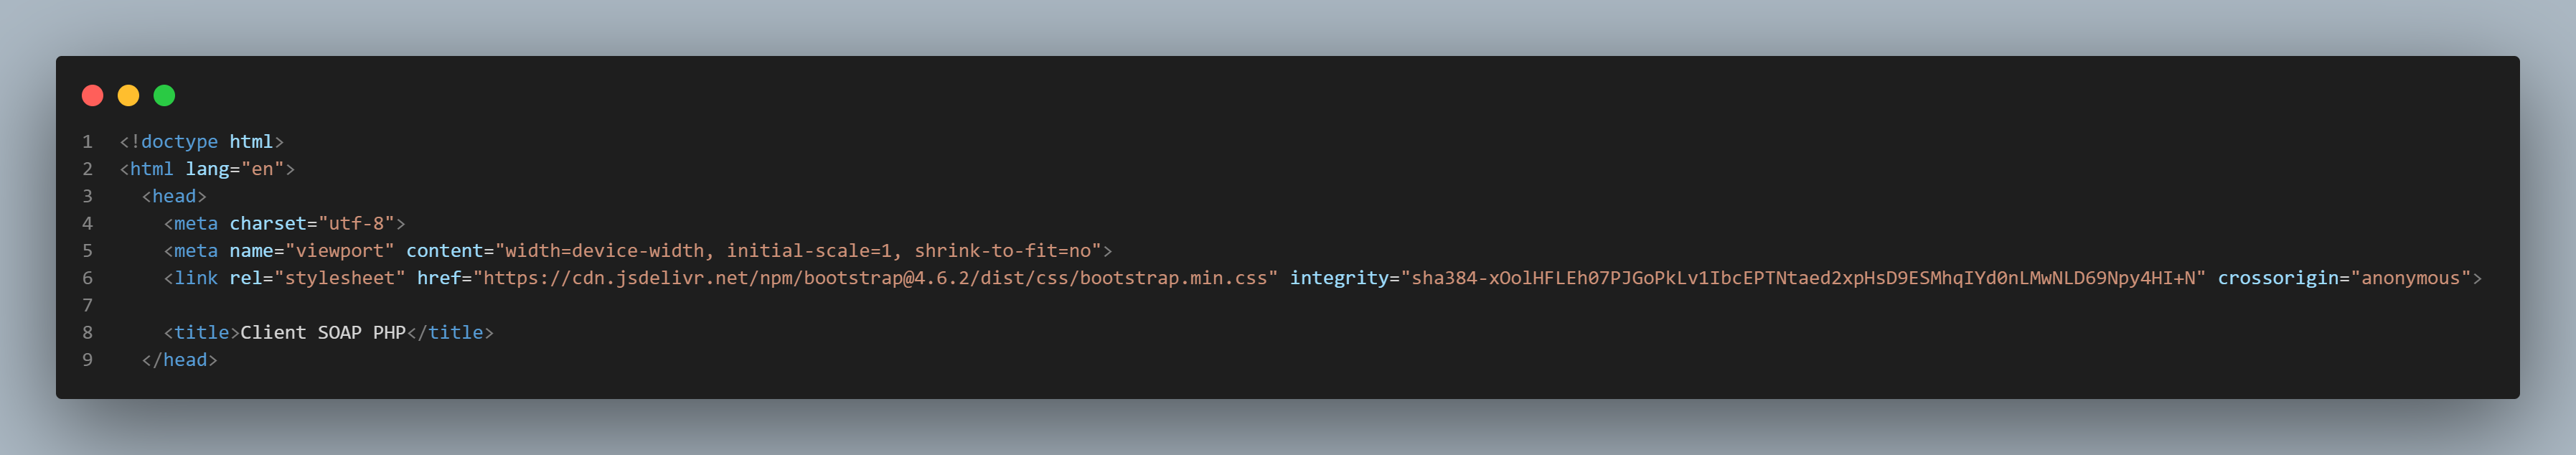 1 <!doctype html>
2 <html lang="en">
3   <head>
4     <meta charset="utf-8">
5     <meta name="viewport" content="width=device-width, initial-scale=1, shrink-to-fit=no">
6     <link rel="stylesheet" href="https://cdn.jsdelivr.net/npm/bootstrap@4.6.2/dist/css/bootstrap.min.css" integrity="sha384-xOolHFLEh07PJGoPkLv1IbcEPTNtaed2xpHsD9ESMhqIYd0nLMwNLD69Npy4HI+N" crossorigin="anonymous">
7
8     <title>Client SOAP PHP</title>
9   </head>